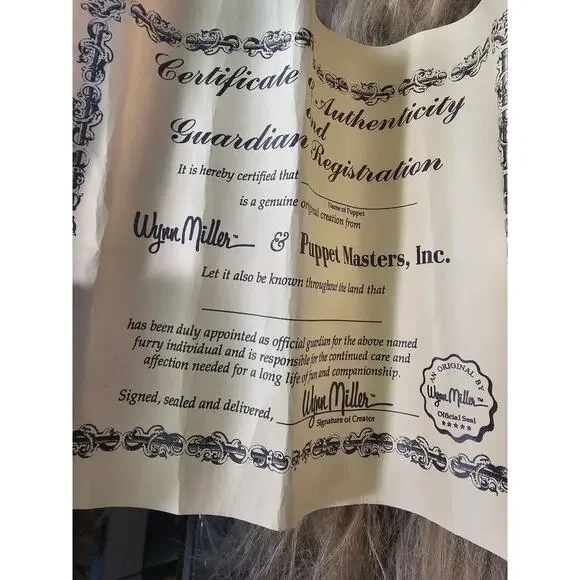 Certificate of Authenticity
and
Guardian Registration
It is hereby certified that
Name of Puppet
is a genuine original creation from
Wynn Miller™ & Puppet Masters, Inc.
Let it also be known throughout the land that
has been duly appointed as official guardian for the above named
furry individual and is responsible for the continued care and
affection needed for a long life of fun and companionship.
Signed, sealed and delivered, Wynn Miller™
Signature of Creator
AN ORIGINAL BY
Wynn Miller™
Official Seal
★★★★★